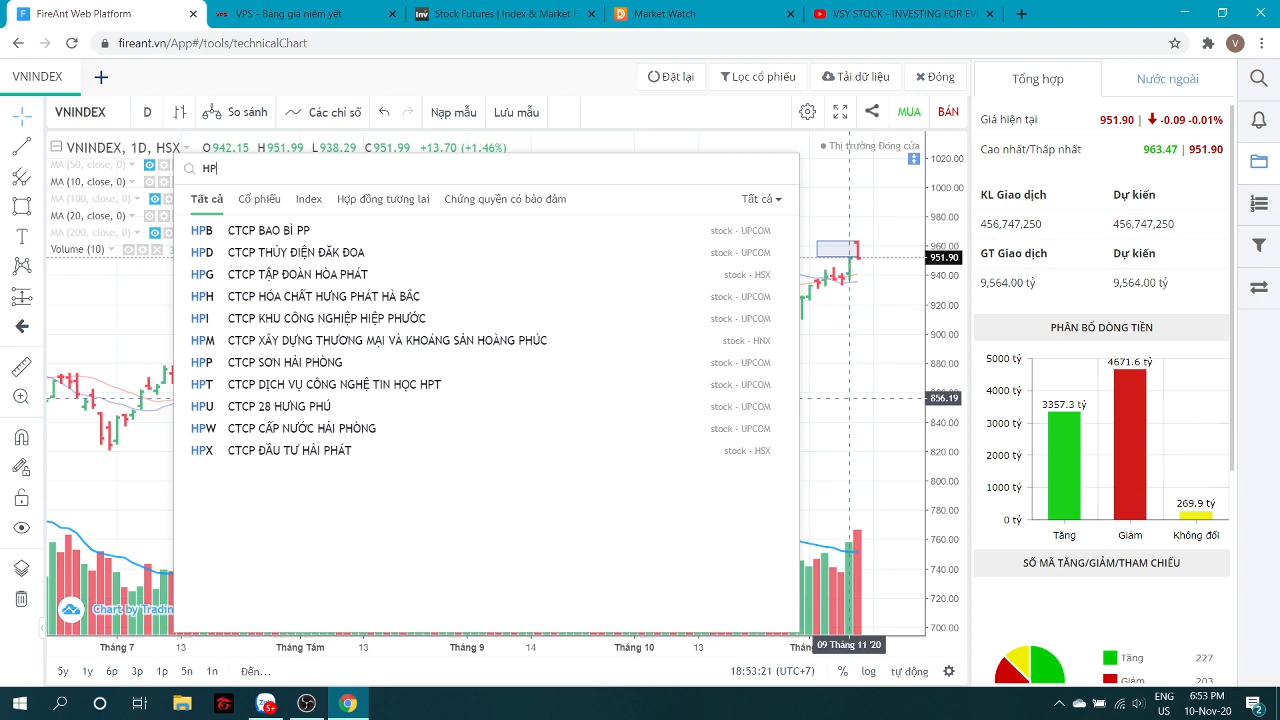 FireAnt Web Platform
VPS - Bảng giá niêm yết
Stock Futures | Index & Market F
Market Watch
VSY STOCK - INVESTING FOR EVE
fireant.vn/App#/tools/technicalChart
V
VNINDEX
Đặt lại
Lọc cổ phiếu
Tải dữ liệu
Đóng
Tổng hợp
Nước ngoài
VNINDEX
D
So sánh
Các chỉ số
Nạp mẫu
Lưu mẫu
MUA
BÁN
Giá hiện tại
951.90 | -0.09 -0.01%
Cao nhất/Thấp nhất
963.47 | 951.90
KL Giao dịch
Dự kiến
456,747,250
456,747,250
GT Giao dịch
Dự kiến
9,564.00 tỷ
9,564.00 tỷ
VNINDEX, 1D, HSX
O942.15 H951.99 L938.29 C951.99 +13.70 (+1.46%)
Thị trường Đóng cửa
MA (50, close, 0)
MA (10, close, 0)
MA (100, close, 0)
MA (20, close, 0)
MA (200, close, 0)
Volume (10)
HP
Tất cả
Cổ phiếu
Index
Hợp đồng tương lai
Chứng quyền có bảo đảm
Tất cả
HPB CTCP BAO BÌ PP stock - UPCOM
HPD CTCP THỦY ĐIỆN ĐĂK ĐOA stock - UPCOM
HPG CTCP TẬP ĐOÀN HÒA PHÁT stock - HSX
HPH CTCP HÓA CHẤT HƯNG PHÁT HÀ BẮC stock - UPCOM
HPI CTCP KHU CÔNG NGHIỆP HIỆP PHƯỚC stock - UPCOM
HPM CTCP XÂY DỰNG THƯƠNG MẠI VÀ KHOÁNG SẢN HOÀNG PHÚC stock - HNX
HPP CTCP SƠN HẢI PHÒNG stock - UPCOM
HPT CTCP DỊCH VỤ CÔNG NGHỆ TIN HỌC HPT stock - UPCOM
HPU CTCP 28 HƯNG PHÚ stock - UPCOM
HPW CTCP CẤP NƯỚC HẢI PHÒNG stock - UPCOM
HPX CTCP ĐẦU TƯ HẢI PHÁT stock - HSX
1020.00
1000.00
980.00
960.00
951.90
940.00
920.00
900.00
880.00
856.19
840.00
820.00
800.00
780.00
760.00
740.00
720.00
700.00
Chart by Tradin
Tháng 7
13
Tháng Tám
13
Tháng 9
14
Tháng 10
13
09 Tháng 11 '20
5y 1y 6p 3p 1p 5n 1n Đến...
18:53:21 (UTC+7)
% log tự động
PHÂN BỔ DÒNG TIỀN
5000 tỷ
4000 tỷ
3000 tỷ
2000 tỷ
1000 tỷ
0 tỷ
3357.3 tỷ
4671.6 tỷ
269.9 tỷ
Tăng
Giảm
Không đổi
SỐ MÃ TĂNG/GIẢM/THAM CHIẾU
Tăng 227
Giảm 203
5+
ENG
US
6:53 PM
10-Nov-20
2